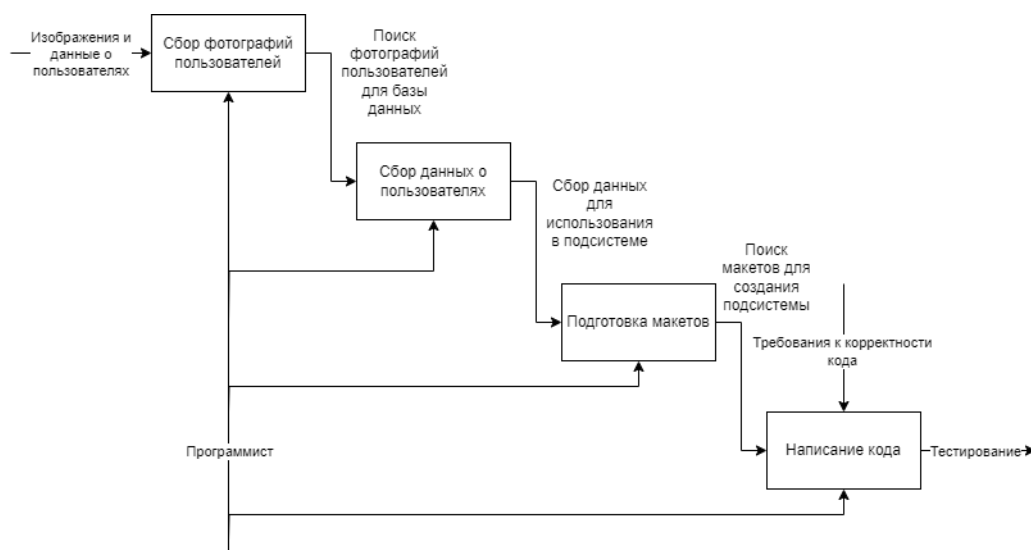 Изображения и
данные о
пользователях
Сбор фотографий
пользователей
Поиск
фотографий
пользователей
для базы
данных
Сбор данных о
пользователях
Сбор данных
для
использования
в подсистеме
Подготовка макетов
Поиск
макетов для
создания
подсистемы
Требования к корректности
кода
Программист
Написание кода
Тестирование